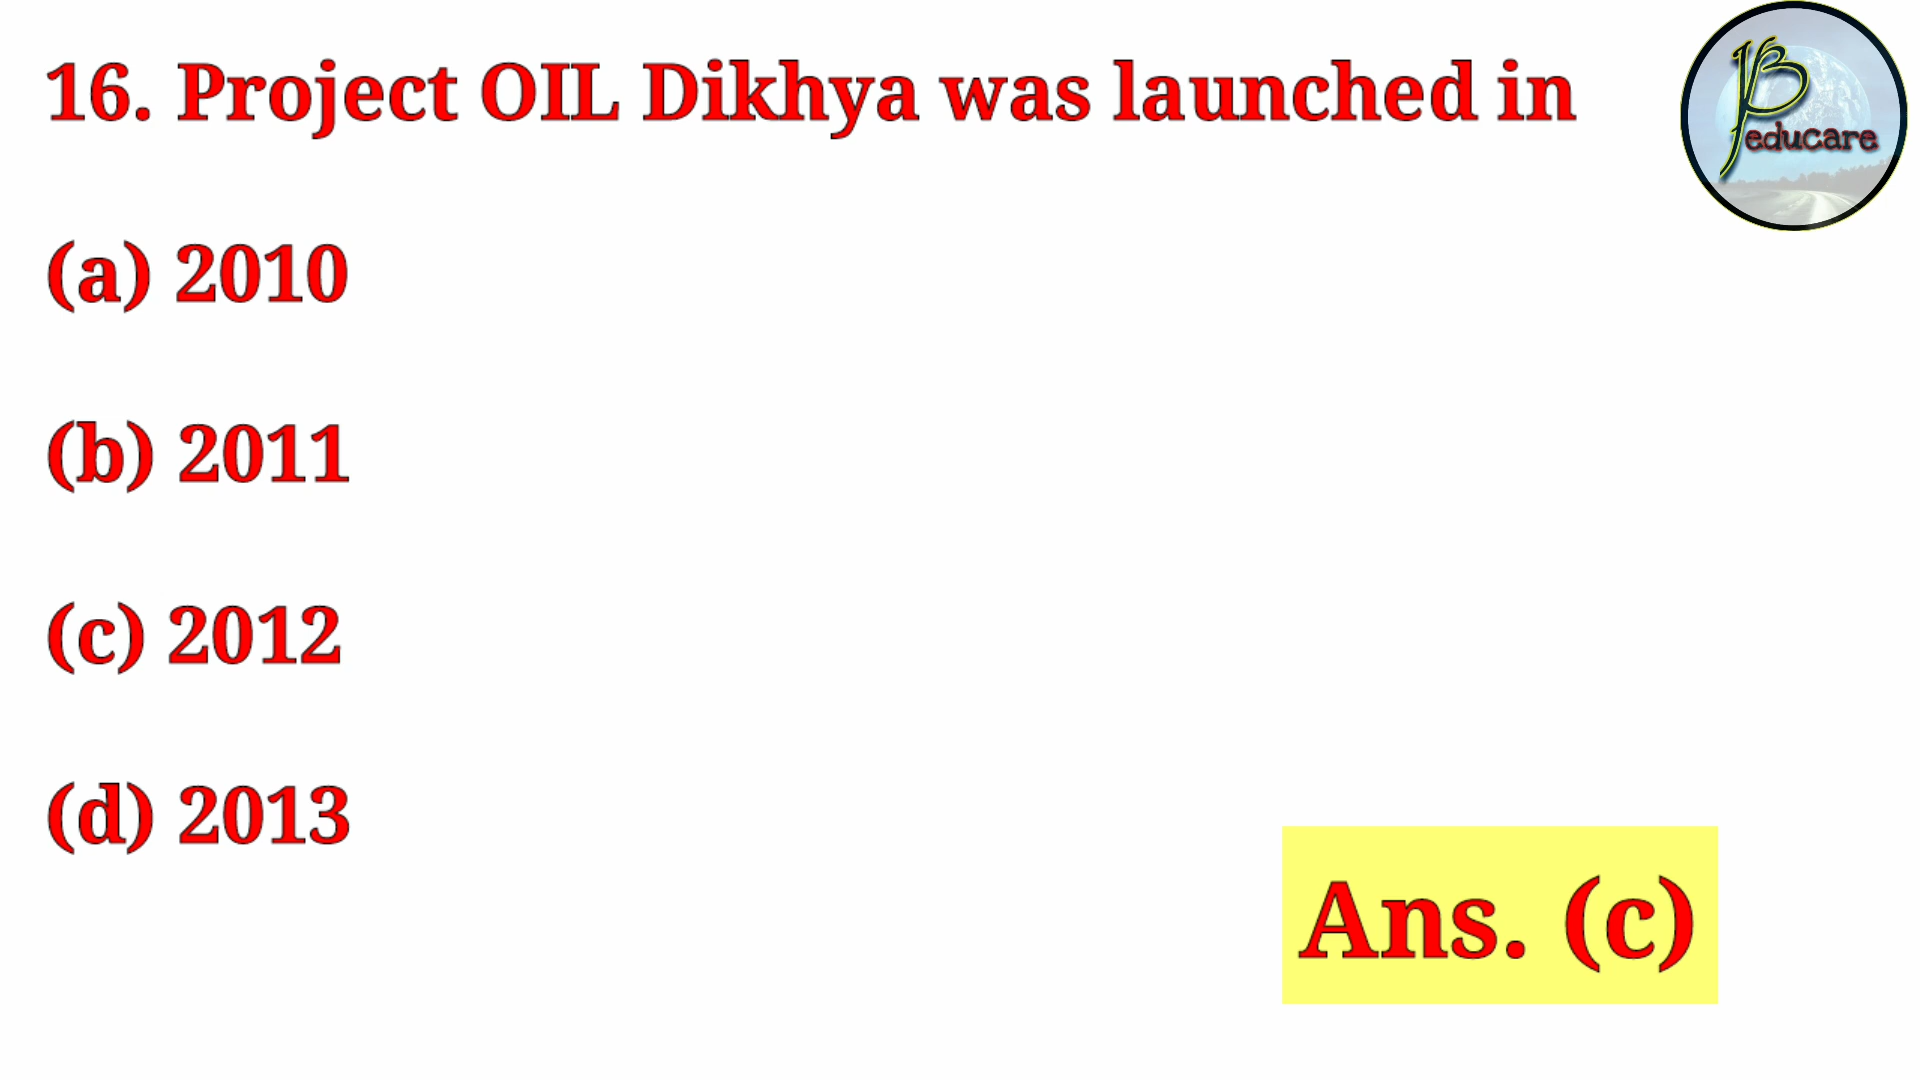 16. Project OIL Dikhya was launched in
(a) 2010
(b) 2011
(c) 2012
(d) 2013
Ans. (c)
educare